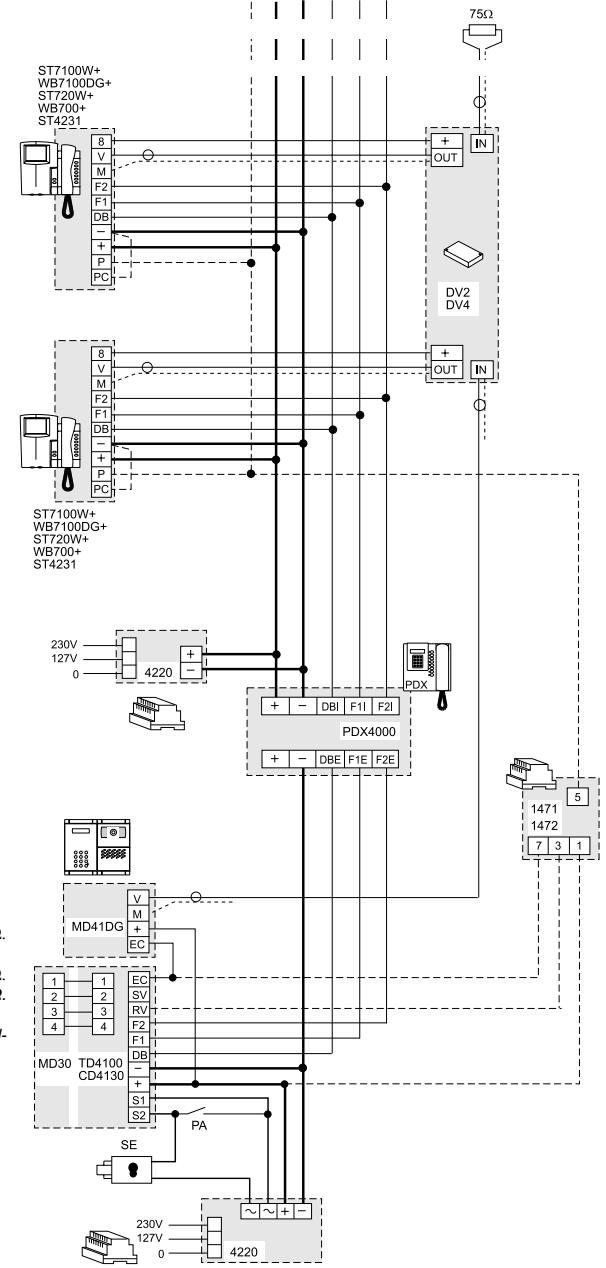 75Ω
ST7100W+
WB7100DG+
ST720W+
WB700+
ST4231
8
V
M
F2
F1
DB
–
+
P
PC
+
OUT
IN
DV2
DV4
8
V
M
F2
F1
DB
–
+
P
PC
+
OUT
IN
ST7100W+
WB7100DG+
ST720W+
WB700+
ST4231
230V
127V
0
+
–
4220
PDX
+ – DBI F1I F2I
PDX4000
+ – DBE F1E F2E
5
1471
1472
7 3 1
MD41DG
V
M
+
EC
1 1
2 2
3 3
4 4
MD30 TD4100
CD4130
EC
SV
RV
F2
F1
DB
–
+
S1
S2
PA
SE
~ ~ + –
230V
127V
0
4220